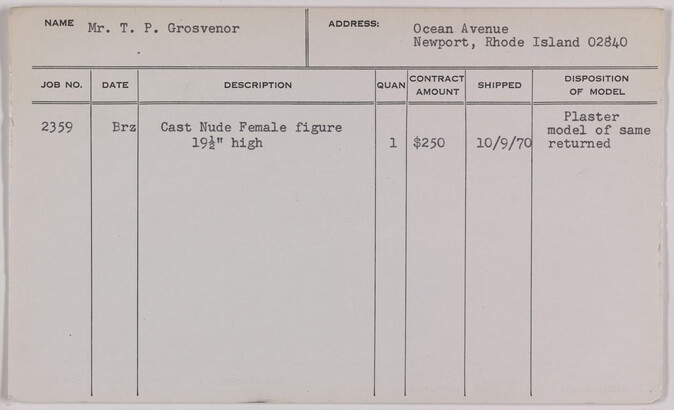 NAME Mr. T. P. Grosvenor ADDRESS: Ocean Avenue
Newport, Rhode Island 02840
JOB NO. DATE DESCRIPTION QUAN CONTRACT AMOUNT SHIPPED DISPOSITION OF MODEL
2359 Brz Cast Nude Female figure Plaster
19½" high 1 $250 10/9/70 model of same
returned